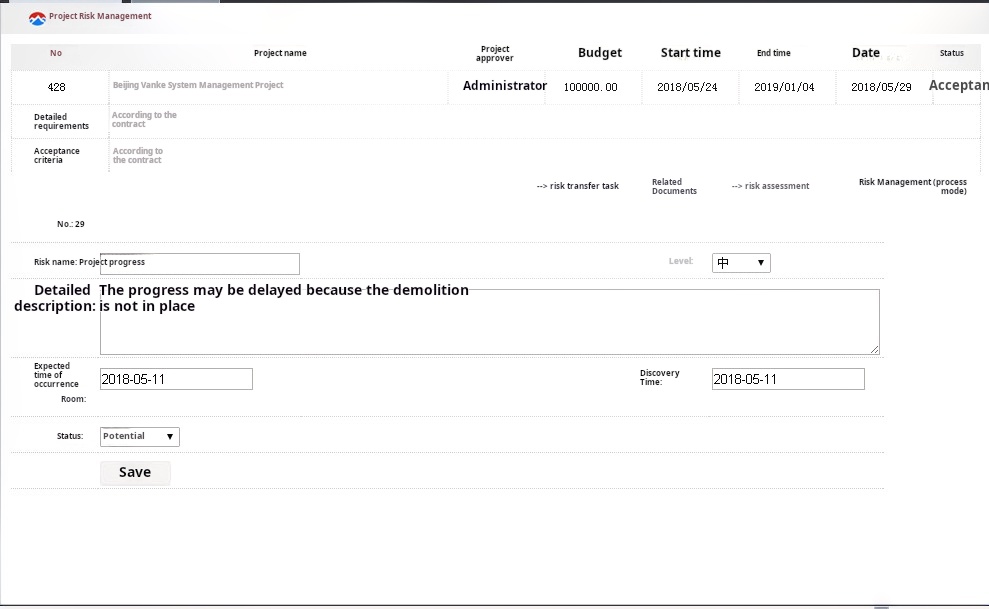 Project Risk Management
No Project name Project approver Budget Start time End time Date Status
428 Beijing Vanke System Management Project Administrator 100000.00 2018/05/24 2019/01/04 2018/05/29 Acceptan
Detailed requirements According to the contract
Acceptance criteria According to the contract
--> risk transfer task Related Documents --> risk assessment Risk Management (process mode)
No.: 29
Risk name: Project progress Level: 中
Detailed The progress may be delayed because the demolition
description: is not in place
Expected time of occurrence 2018-05-11 Discovery Time: 2018-05-11
Room:
Status: Potential
Save